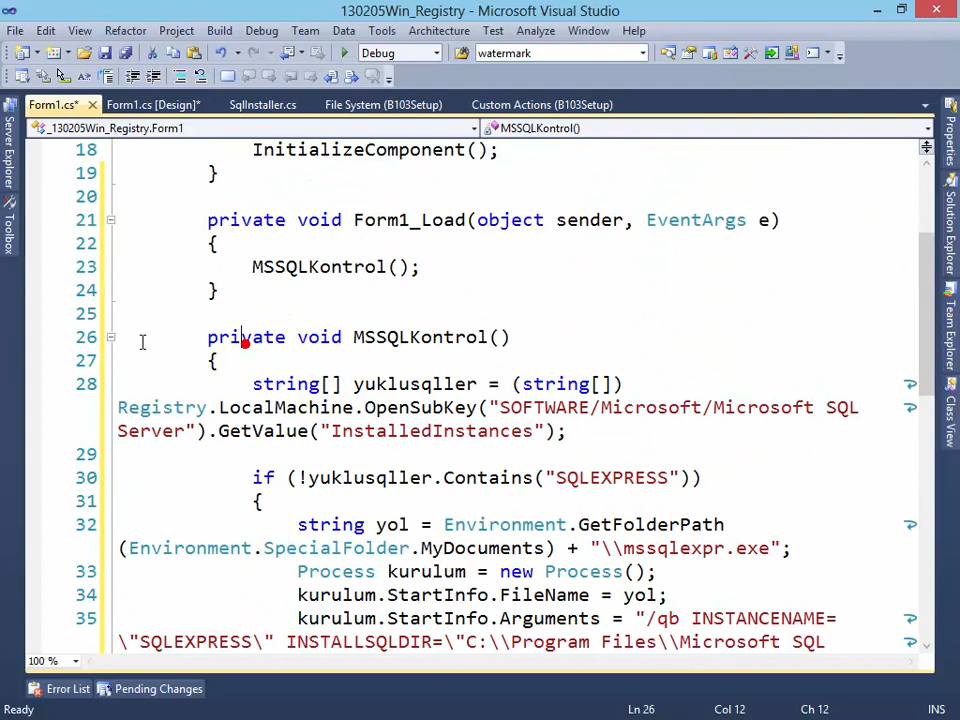 130205Win_Registry - Microsoft Visual Studio
File Edit View Refactor Project Build Debug Team Data Tools Architecture Test Analyze Window Help
Debug watermark
Form1.cs* Form1.cs [Design]* SqlInstaller.cs File System (B103Setup) Custom Actions (B103Setup)
_130205Win_Registry.Form1 MSSQLKontrol()
Server Explorer
Toolbox
Properties
Solution Explorer
Class View
18 InitializeComponent();
19 }
20
21 private void Form1_Load(object sender, EventArgs e)
22 {
23 MSSQLKontrol();
24 }
25
26 private void MSSQLKontrol()
27 {
28 string[] yuklusqller = (string[])
Registry.LocalMachine.OpenSubKey("SOFTWARE/Microsoft/Microsoft SQL
Server").GetValue("InstalledInstances");
29
30 if (!yuklusqller.Contains("SQLEXPRESS"))
31 {
32 string yol = Environment.GetFolderPath
(Environment.SpecialFolder.MyDocuments) + "\\mssqlexpr.exe";
33 Process kurulum = new Process();
34 kurulum.StartInfo.FileName = yol;
35 kurulum.StartInfo.Arguments = "/qb INSTANCENAME=
\"SQLEXPRESS\" INSTALLSQLDIR=\"C:\\Program Files\\Microsoft SQL
100 %
Error List Pending Changes
Ready Ln 26 Col 12 Ch 12 INS